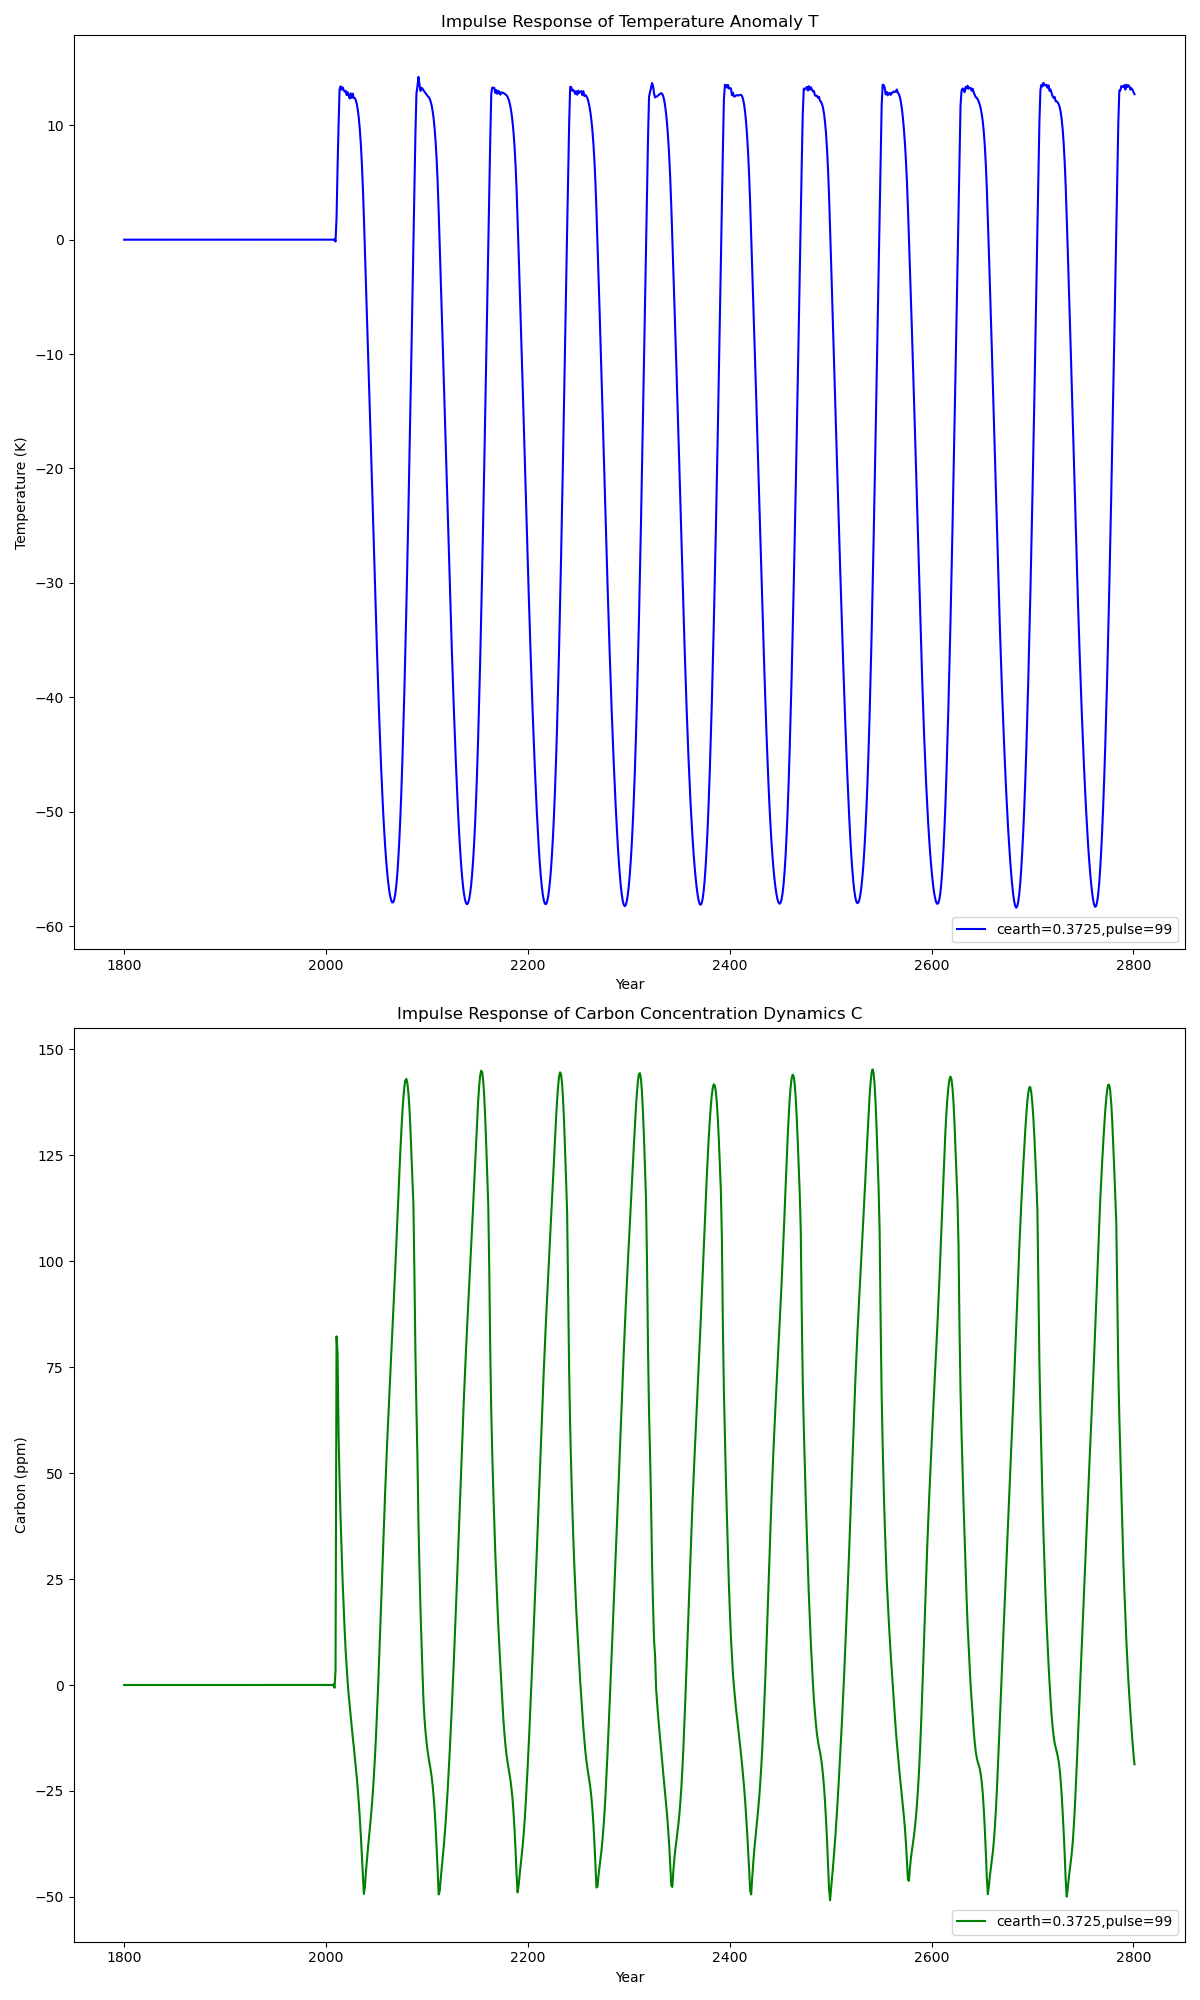 Impulse Response of Temperature Anomaly T
Temperature (K)
10
0
−10
−20
−30
−40
−50
−60
cearth=0.3725,pulse=99
1800 2000 2200 2400 2600 2800
Year
Impulse Response of Carbon Concentration Dynamics C
Carbon (ppm)
150
125
100
75
50
25
0
−25
−50
cearth=0.3725,pulse=99
1800 2000 2200 2400 2600 2800
Year